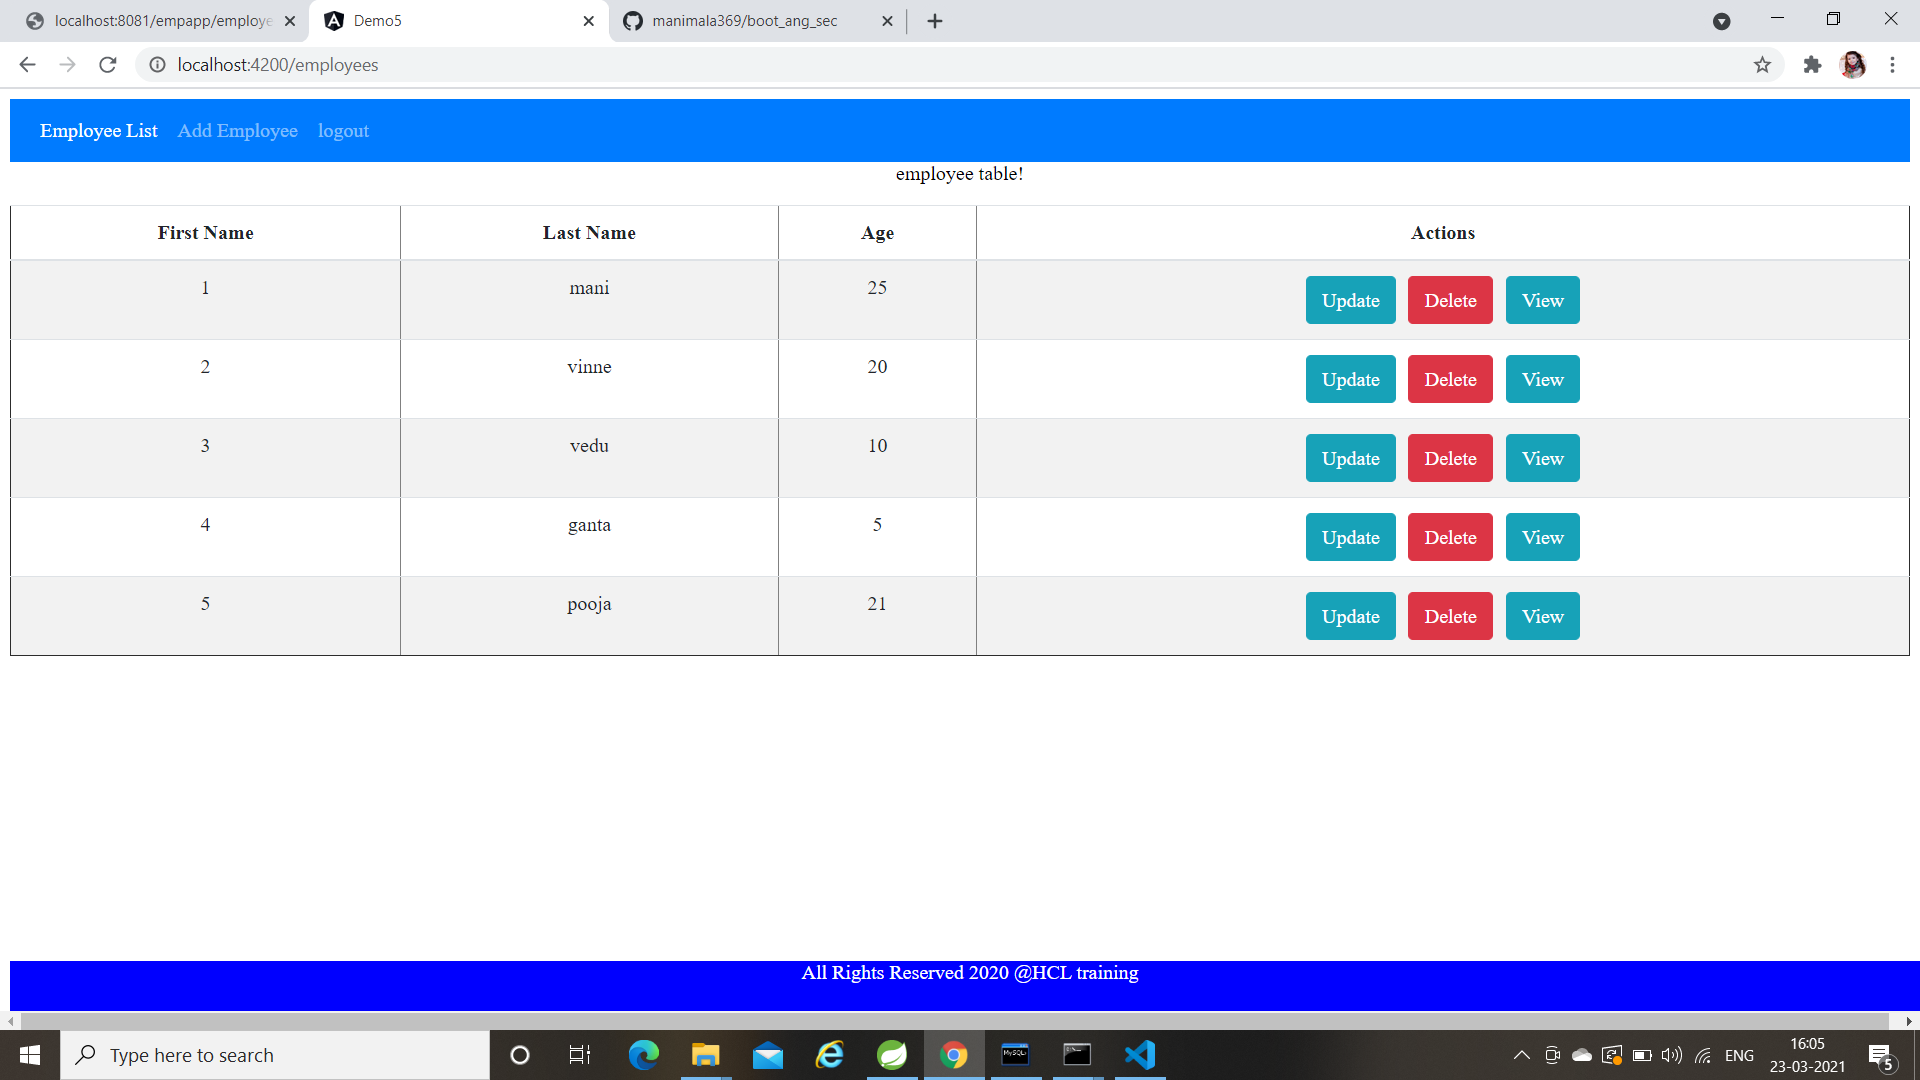 localhost:8081/empapp/employe
Demo5
manimala369/boot_ang_sec
localhost:4200/employees
Employee List Add Employee logout
employee table!
First Name Last Name Age Actions
1 mani 25 Update Delete View
2 vinne 20 Update Delete View
3 vedu 10 Update Delete View
4 ganta 5 Update Delete View
5 pooja 21 Update Delete View
All Rights Reserved 2020 @HCL training
Type here to search
MySQL
ENG
16:05
23-03-2021
5